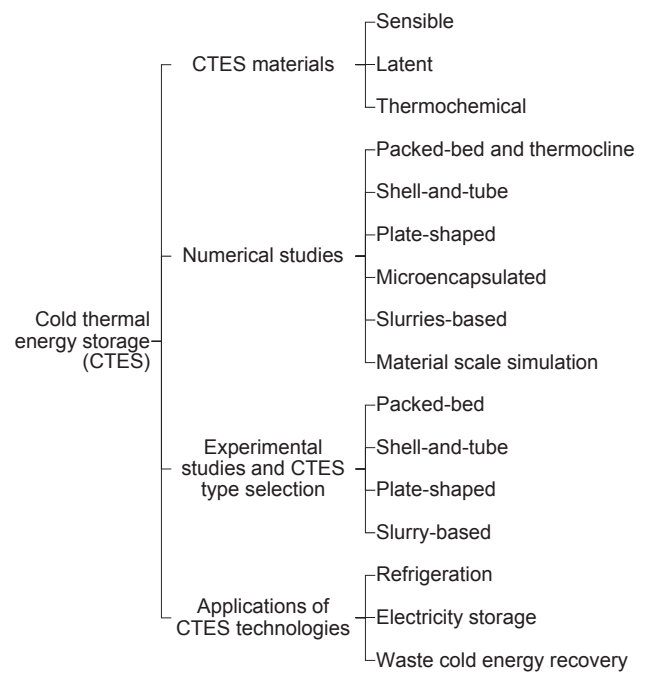 Cold thermal
energy storage
(CTES)
CTES materials
Sensible
Latent
Thermochemical
Numerical studies
Packed-bed and thermocline
Shell-and-tube
Plate-shaped
Microencapsulated
Slurries-based
Material scale simulation
Experimental
studies and CTES
type selection
Packed-bed
Shell-and-tube
Plate-shaped
Slurry-based
Applications of
CTES technologies
Refrigeration
Electricity storage
Waste cold energy recovery